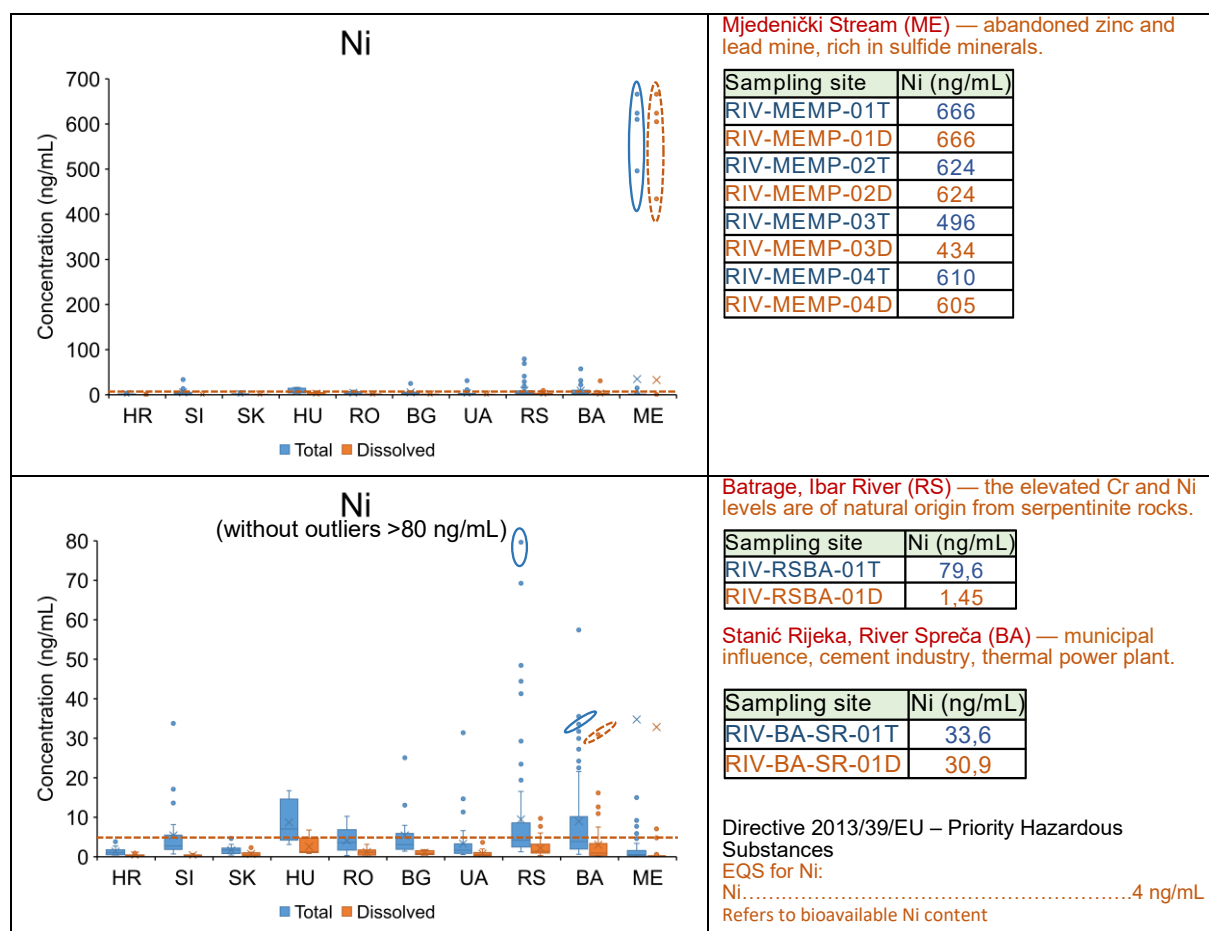 Ni
Concentration (ng/mL)
700
600
500
400
300
200
100
0
HR SI SK HU RO BG UA RS BA ME
Total Dissolved
Mjedenički Stream (ME) — abandoned zinc and
lead mine, rich in sulfide minerals.
Sampling site Ni (ng/mL)
RIV-MEMP-01T 666
RIV-MEMP-01D 666
RIV-MEMP-02T 624
RIV-MEMP-02D 624
RIV-MEMP-03T 496
RIV-MEMP-03D 434
RIV-MEMP-04T 610
RIV-MEMP-04D 605
Ni
(without outliers >80 ng/mL)
Concentration (ng/mL)
80
70
60
50
40
30
20
10
0
HR SI SK HU RO BG UA RS BA ME
Total Dissolved
Batrage, Ibar River (RS) — the elevated Cr and Ni
levels are of natural origin from serpentinite rocks.
Sampling site Ni (ng/mL)
RIV-RSBA-01T 79,6
RIV-RSBA-01D 1,45
Stanić Rijeka, River Spreča (BA) — municipal
influence, cement industry, thermal power plant.
Sampling site Ni (ng/mL)
RIV-BA-SR-01T 33,6
RIV-BA-SR-01D 30,9
Directive 2013/39/EU – Priority Hazardous
Substances
EQS for Ni:
Ni……………………………………………………….4 ng/mL
Refers to bioavailable Ni content